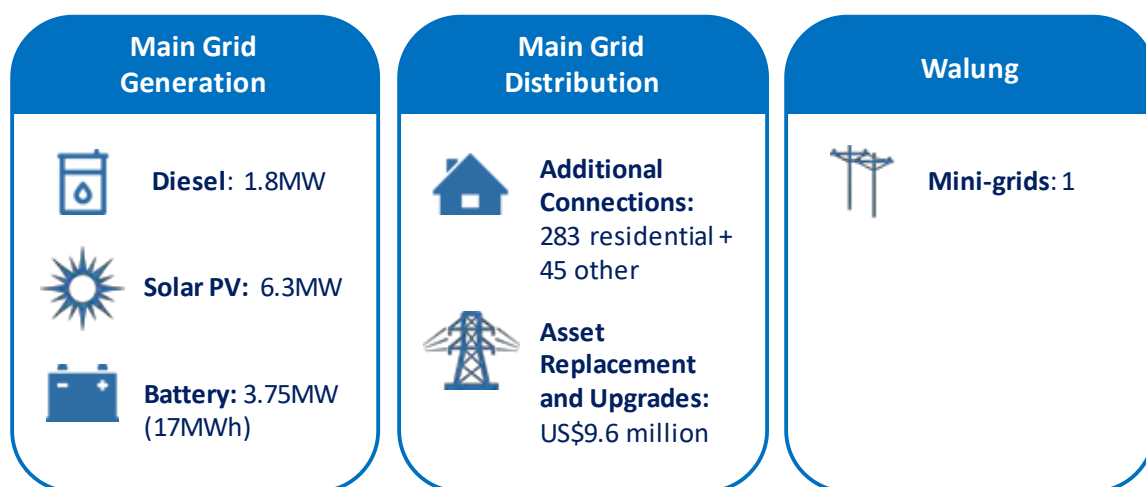 Main Grid
Generation
Diesel: 1.8MW
Solar PV: 6.3MW
Battery: 3.75MW
(17MWh)
Main Grid
Distribution
Additional
Connections:
283 residential +
45 other
Asset
Replacement
and Upgrades:
US$9.6 million
Walung
Mini-grids: 1